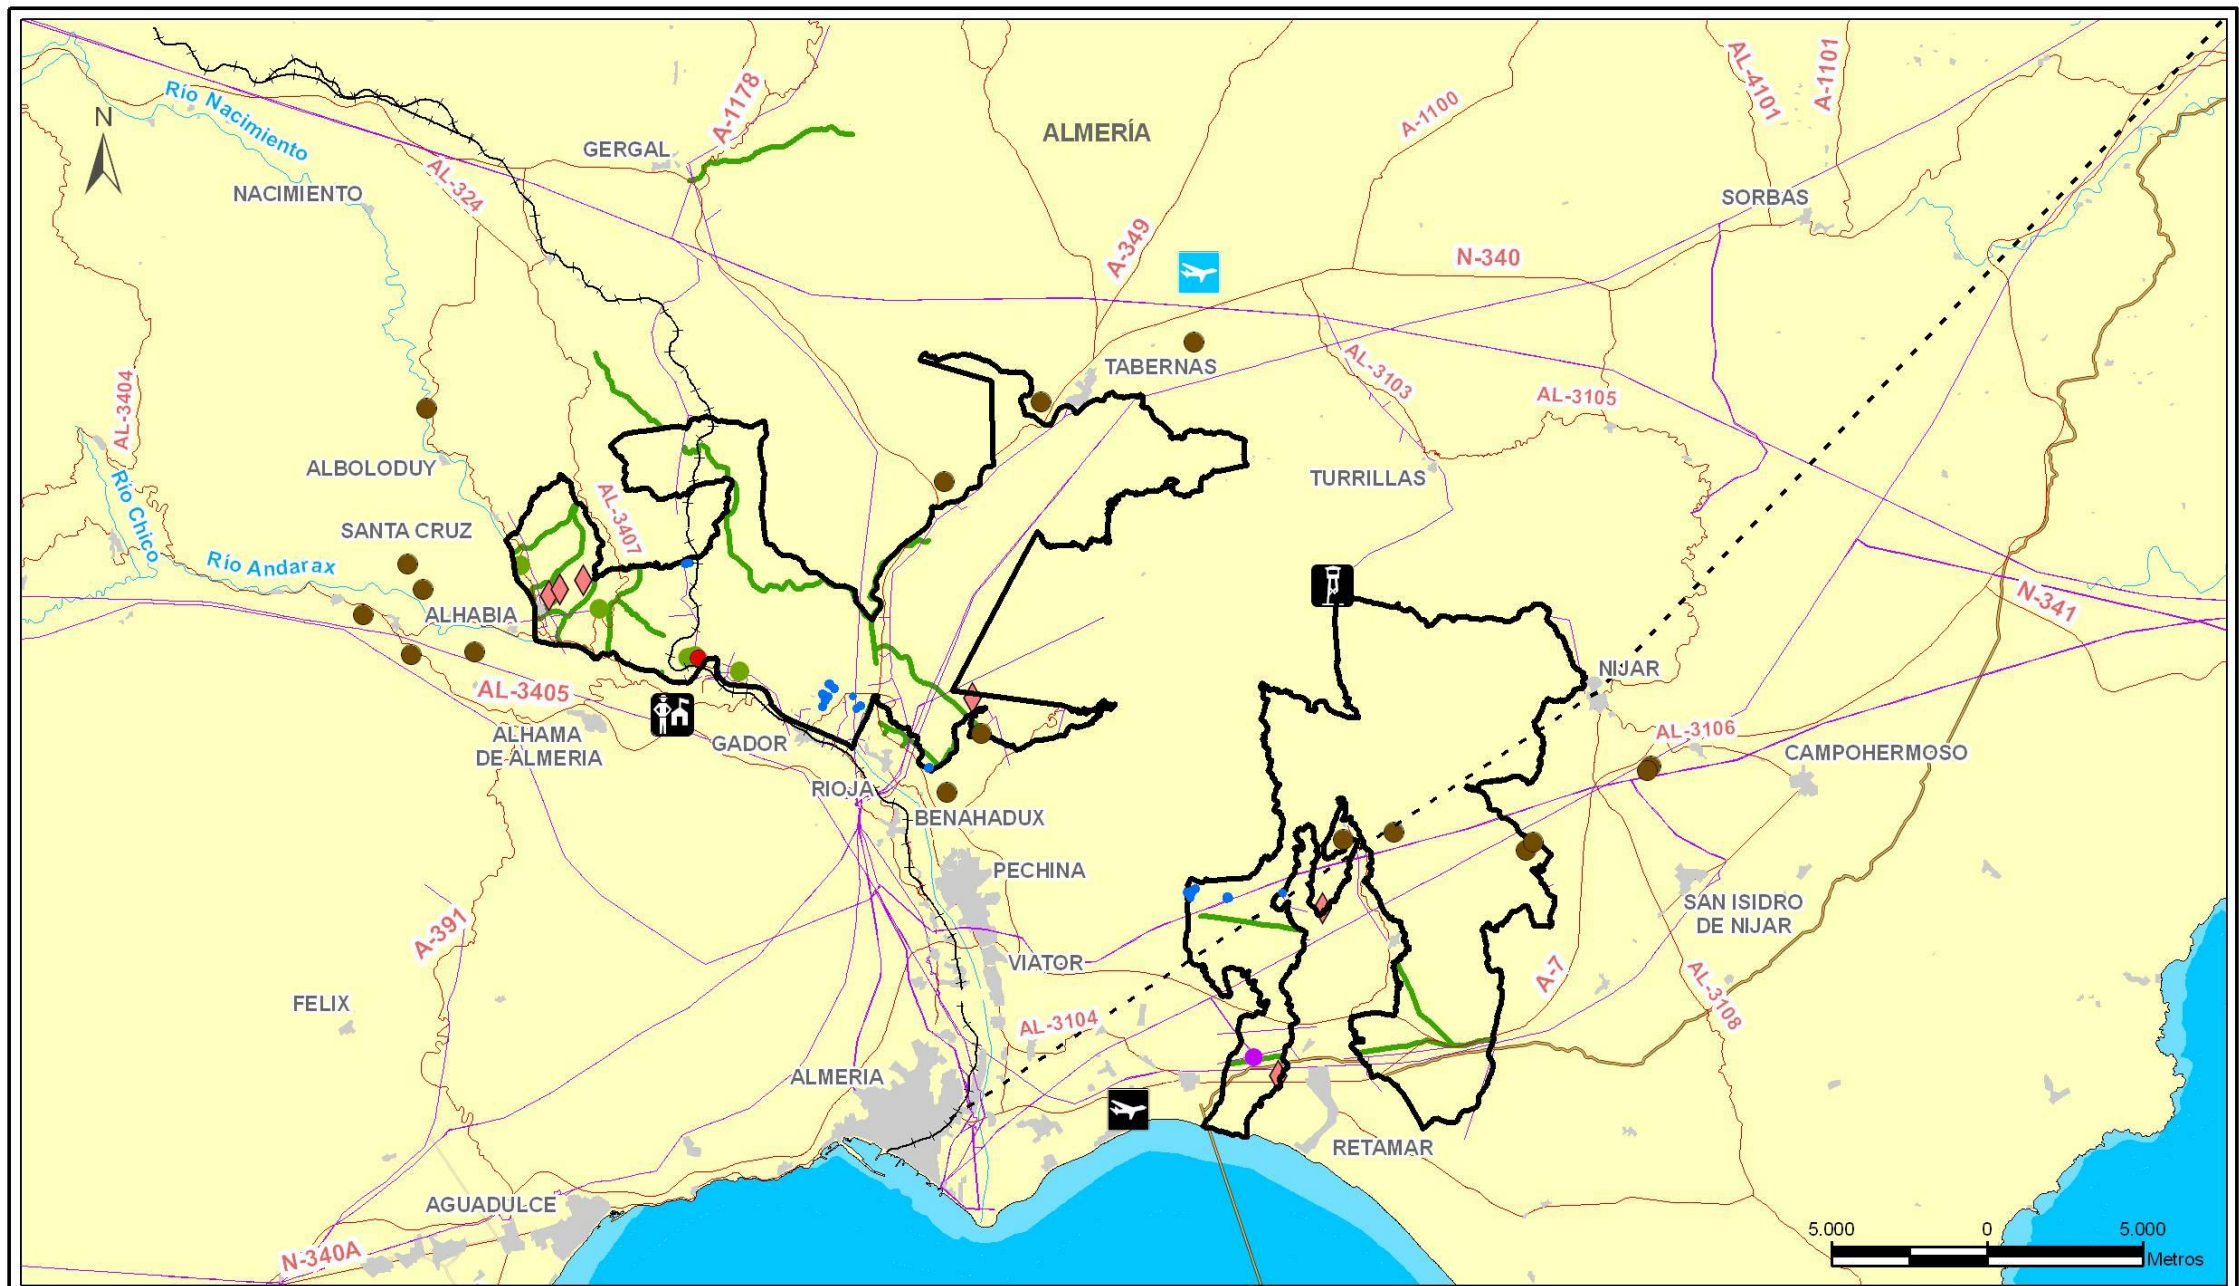 A-1178
AL-4101
A-1101
Río Nacimiento
N
A-1100
ALMERÍA
GERGAL
AL-324
NACIMIENTO
SORBAS
A-349
N-340
TABERNAS
AL-3103
AL-3404
AL-3105
ALBOLODUY
TURRILLAS
Río Chico
AL-3407
SANTA CRUZ
Río Andarax
ALHABIA
N-341
NIJAR
AL-3405
AL-3106
ALHAMA
DE ALMERIA
GADOR
CAMPOHERMOSO
RIOJA
BENAHADUX
PECHINA
SAN ISIDRO
DE NIJAR
A-391
VIATOR
A-7
AL-3108
FELIX
AL-3104
ALMERIA
RETAMAR
AGUADULCE
N-340A
5.000 0 5.000
Metros